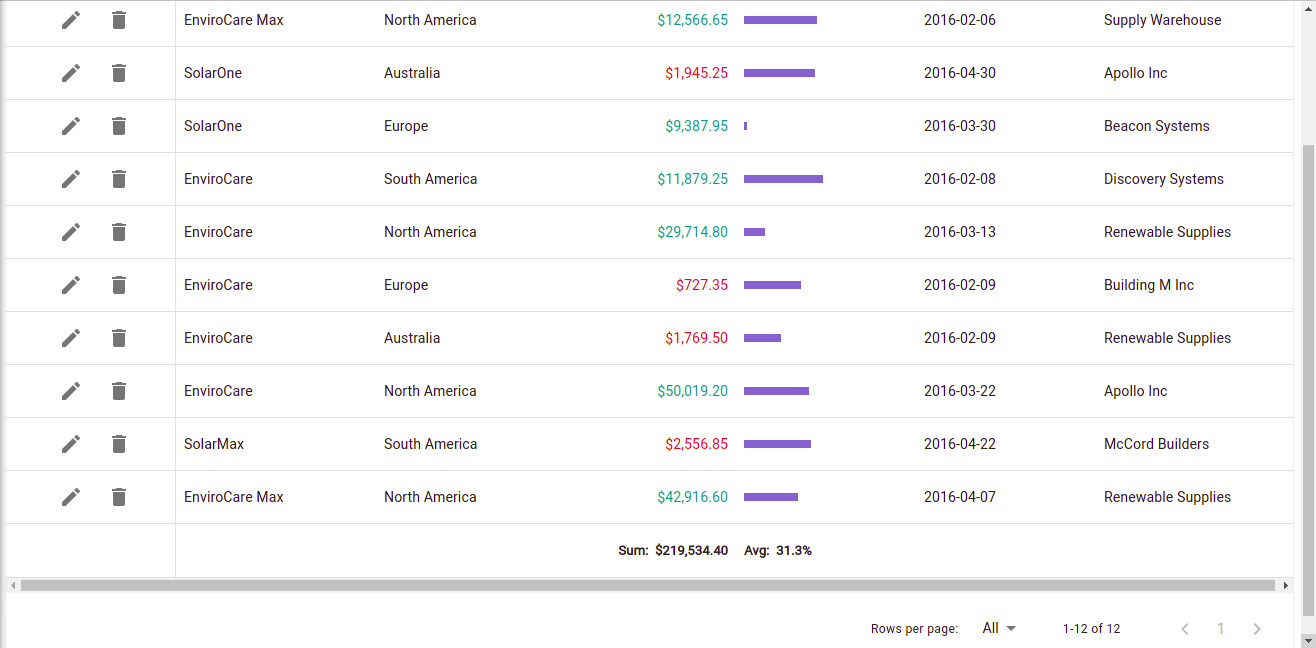 EnviroCare Max North America $12,566.65 2016-02-06 Supply Warehouse
SolarOne Australia $1,945.25 2016-04-30 Apollo Inc
SolarOne Europe $9,387.95 2016-03-30 Beacon Systems
EnviroCare South America $11,879.25 2016-02-08 Discovery Systems
EnviroCare North America $29,714.80 2016-03-13 Renewable Supplies
EnviroCare Europe $727.35 2016-02-09 Building M Inc
EnviroCare Australia $1,769.50 2016-02-09 Renewable Supplies
EnviroCare North America $50,019.20 2016-03-22 Apollo Inc
SolarMax South America $2,556.85 2016-04-22 McCord Builders
EnviroCare Max North America $42,916.60 2016-04-07 Renewable Supplies
Sum: $219,534.40 Avg: 31.3%
Rows per page: All 1-12 of 12 1